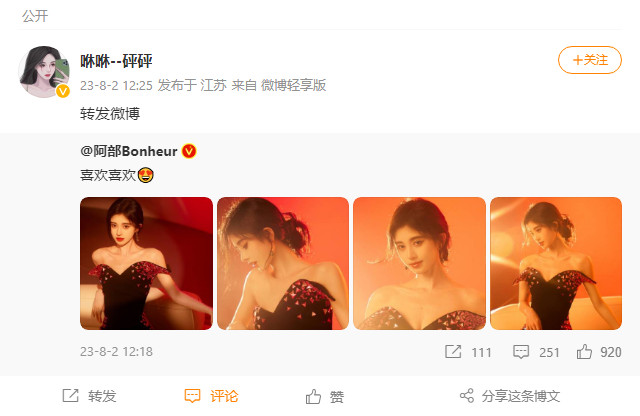 公开
咻咻--砰砰
+关注
23-8-2 12:25 发布于 江苏 来自 微博轻享版
转发微博
@阿部Bonheur
喜欢喜欢
23-8-2 12:18 111 251 920
转发 评论 赞 分享这条博文